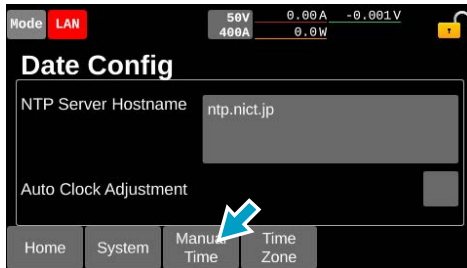 Mode LAN 50V 0.00A -0.001V
400A 0.0W
Date Config
NTP Server Hostname ntp.nict.jp
Auto Clock Adjustment
Home System Manual Time Time Zone